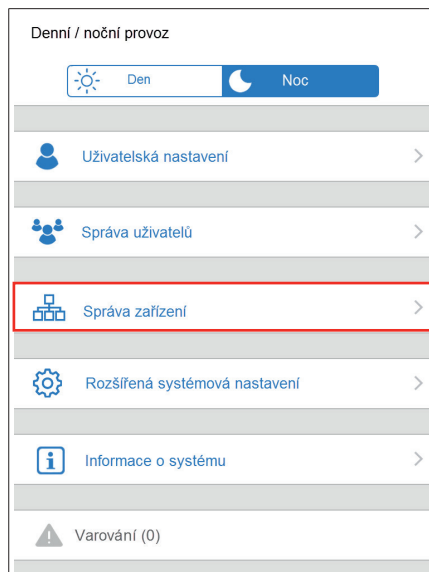 Denní / noční provoz
Den Noc
Uživatelská nastavení
Správa uživatelů
Správa zařízení
Rozšířená systémová nastavení
Informace o systému
Varování (0)